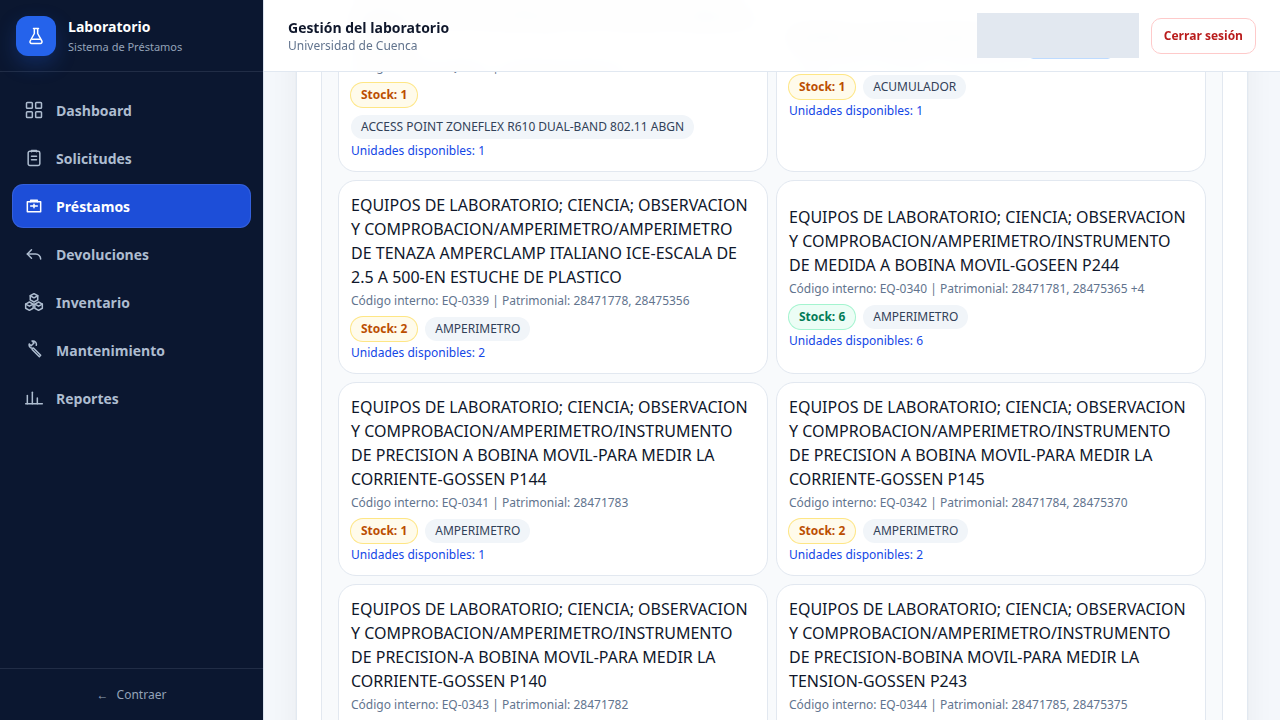 Laboratorio
Sistema de Préstamos
Dashboard
Solicitudes
Préstamos
Devoluciones
Inventario
Mantenimiento
Reportes
← Contraer
Gestión del laboratorio
Universidad de Cuenca
Cerrar sesión
Stock: 1
ACCESS POINT ZONEFLEX R610 DUAL-BAND 802.11 ABGN
Unidades disponibles: 1
Stock: 1 ACUMULADOR
Unidades disponibles: 1
EQUIPOS DE LABORATORIO; CIENCIA; OBSERVACION
Y COMPROBACION/AMPERIMETRO/AMPERIMETRO
DE TENAZA AMPERCLAMP ITALIANO ICE-ESCALA DE
2.5 A 500-EN ESTUCHE DE PLASTICO
Código interno: EQ-0339 | Patrimonial: 28471778, 28475356
Stock: 2 AMPERIMETRO
Unidades disponibles: 2
EQUIPOS DE LABORATORIO; CIENCIA; OBSERVACION
Y COMPROBACION/AMPERIMETRO/INSTRUMENTO
DE MEDIDA A BOBINA MOVIL-GOSEEN P244
Código interno: EQ-0340 | Patrimonial: 28471781, 28475365 +4
Stock: 6 AMPERIMETRO
Unidades disponibles: 6
EQUIPOS DE LABORATORIO; CIENCIA; OBSERVACION
Y COMPROBACION/AMPERIMETRO/INSTRUMENTO
DE PRECISION A BOBINA MOVIL-PARA MEDIR LA
CORRIENTE-GOSSEN P144
Código interno: EQ-0341 | Patrimonial: 28471783
Stock: 1 AMPERIMETRO
Unidades disponibles: 1
EQUIPOS DE LABORATORIO; CIENCIA; OBSERVACION
Y COMPROBACION/AMPERIMETRO/INSTRUMENTO
DE PRECISION A BOBINA MOVIL-PARA MEDIR LA
CORRIENTE-GOSSEN P145
Código interno: EQ-0342 | Patrimonial: 28471784, 28475370
Stock: 2 AMPERIMETRO
Unidades disponibles: 2
EQUIPOS DE LABORATORIO; CIENCIA; OBSERVACION
Y COMPROBACION/AMPERIMETRO/INSTRUMENTO
DE PRECISION-A BOBINA MOVIL-PARA MEDIR LA
CORRIENTE-GOSSEN P140
Código interno: EQ-0343 | Patrimonial: 28471782
EQUIPOS DE LABORATORIO; CIENCIA; OBSERVACION
Y COMPROBACION/AMPERIMETRO/INSTRUMENTO
DE PRECISION-BOBINA MOVIL-PARA MEDIR LA
TENSION-GOSSEN P243
Código interno: EQ-0344 | Patrimonial: 28471785, 28475375